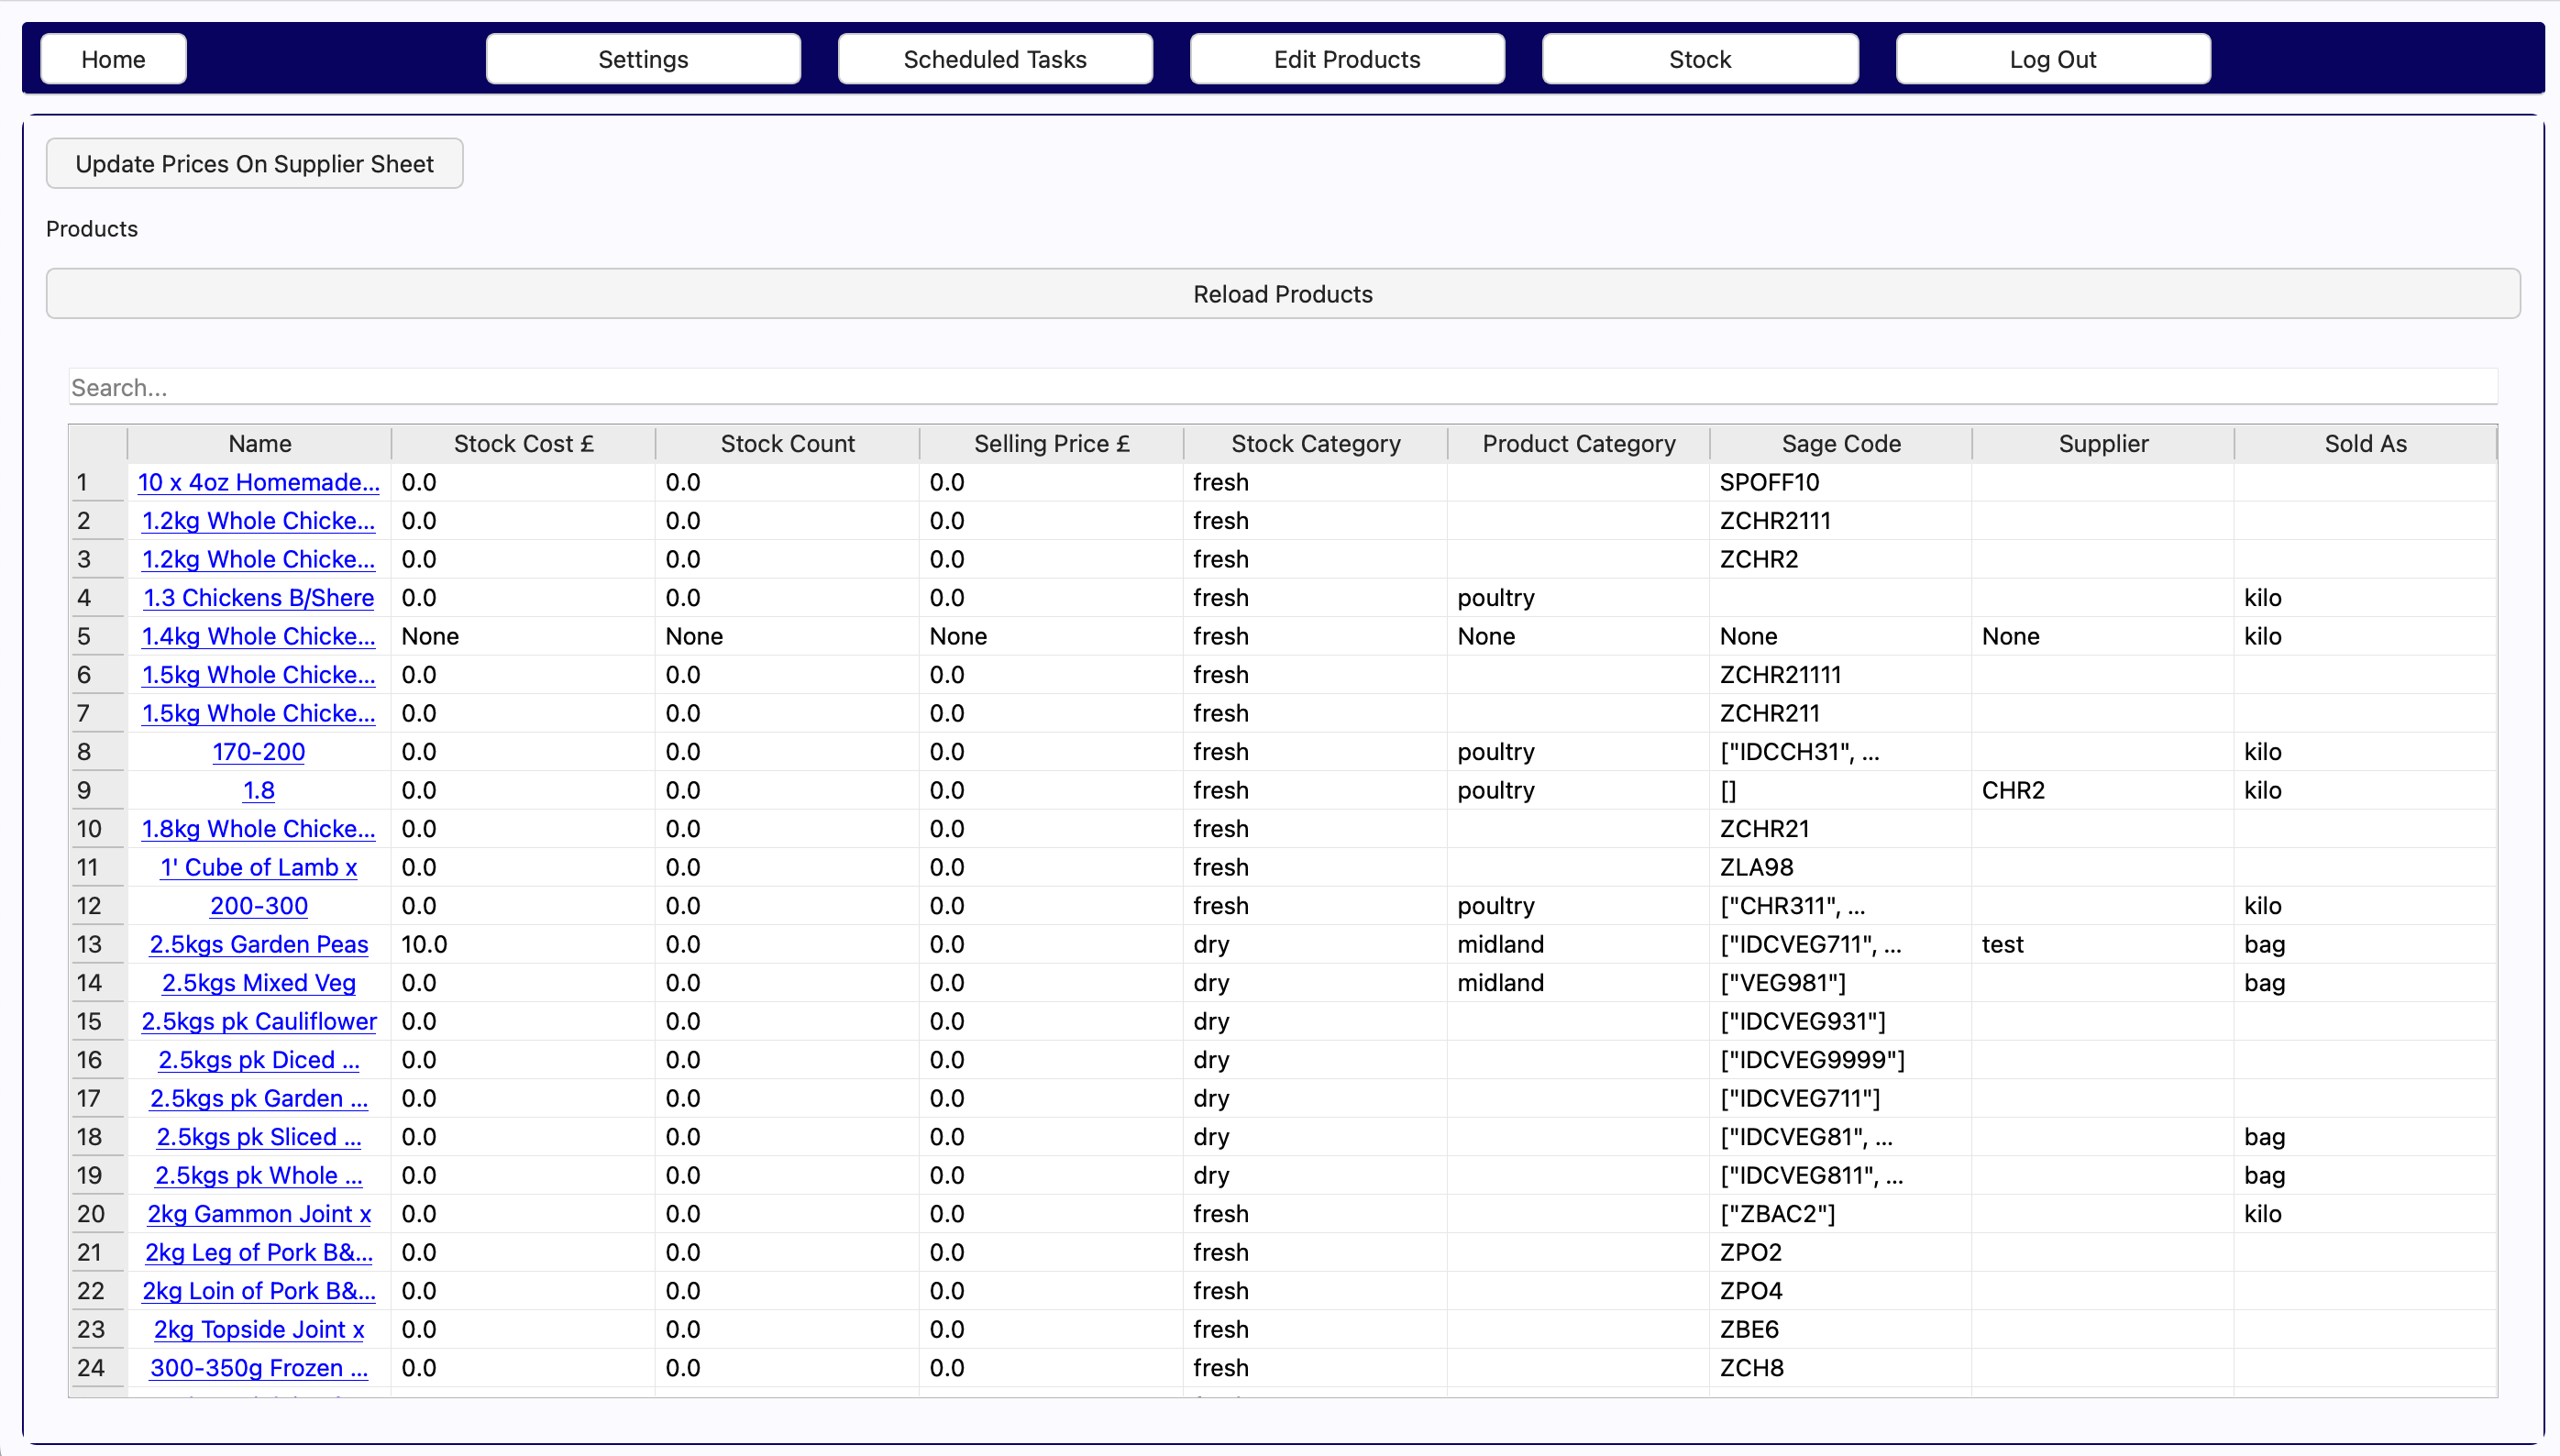 Home Settings Scheduled Tasks Edit Products Stock Log Out
Update Prices On Supplier Sheet
Products
Reload Products
Search...
Name Stock Cost £ Stock Count Selling Price £ Stock Category Product Category Sage Code Supplier Sold As
1 10 x 4oz Homemade... 0.0 0.0 0.0 fresh SPOFF10
2 1.2kg Whole Chicke... 0.0 0.0 0.0 fresh ZCHR2111
3 1.2kg Whole Chicke... 0.0 0.0 0.0 fresh ZCHR2
4 1.3 Chickens B/Shere 0.0 0.0 0.0 fresh poultry kilo
5 1.4kg Whole Chicke... None None None fresh None None None kilo
6 1.5kg Whole Chicke... 0.0 0.0 0.0 fresh ZCHR21111
7 1.5kg Whole Chicke... 0.0 0.0 0.0 fresh ZCHR211
8 170-200 0.0 0.0 0.0 fresh poultry ["IDCCH31", ... kilo
9 1.8 0.0 0.0 0.0 fresh poultry [] CHR2 kilo
10 1.8kg Whole Chicke... 0.0 0.0 0.0 fresh ZCHR21
11 1' Cube of Lamb x 0.0 0.0 0.0 fresh ZLA98
12 200-300 0.0 0.0 0.0 fresh poultry ["CHR311", ... kilo
13 2.5kgs Garden Peas 10.0 0.0 0.0 dry midland ["IDCVEG711", ... test bag
14 2.5kgs Mixed Veg 0.0 0.0 0.0 dry midland ["VEG981"] bag
15 2.5kgs pk Cauliflower 0.0 0.0 0.0 dry ["IDCVEG931"]
16 2.5kgs pk Diced ... 0.0 0.0 0.0 dry ["IDCVEG9999"]
17 2.5kgs pk Garden ... 0.0 0.0 0.0 dry ["IDCVEG711"]
18 2.5kgs pk Sliced ... 0.0 0.0 0.0 dry ["IDCVEG81", ... bag
19 2.5kgs pk Whole ... 0.0 0.0 0.0 dry ["IDCVEG811", ... bag
20 2kg Gammon Joint x 0.0 0.0 0.0 fresh ["ZBAC2"] kilo
21 2kg Leg of Pork B&... 0.0 0.0 0.0 fresh ZPO2
22 2kg Loin of Pork B&... 0.0 0.0 0.0 fresh ZPO4
23 2kg Topside Joint x 0.0 0.0 0.0 fresh ZBE6
24 300-350g Frozen ... 0.0 0.0 0.0 fresh ZCH8